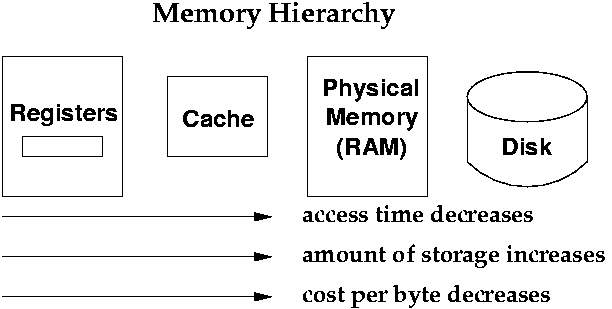 Memory Hierarchy
Registers
Cache
Physical
Memory
(RAM)
Disk
access time decreases
amount of storage increases
cost per byte decreases